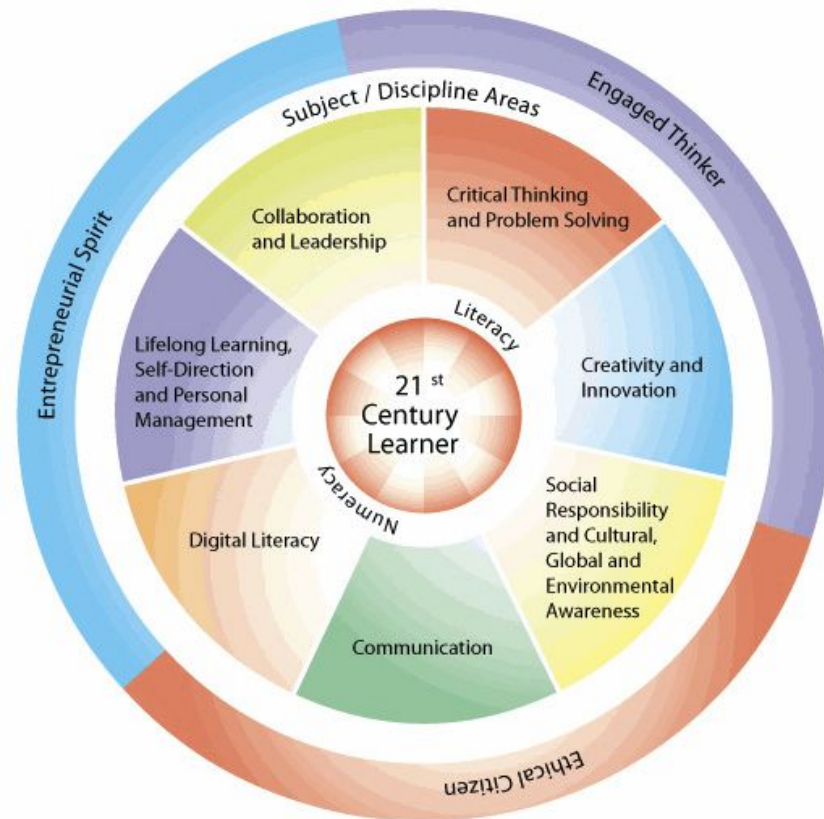 Engaged Thinker
Subject / Discipline Areas
Entrepreneurial Spirit
Collaboration
and Leadership
Critical Thinking
and Problem Solving
Literacy
Lifelong Learning,
Self-Direction
and Personal
Management
21 st
Century
Learner
Creativity and
Innovation
Numeracy
Digital Literacy
Social
Responsibility
and Cultural,
Global and
Environmental
Awareness
Communication
Ethical Citizen